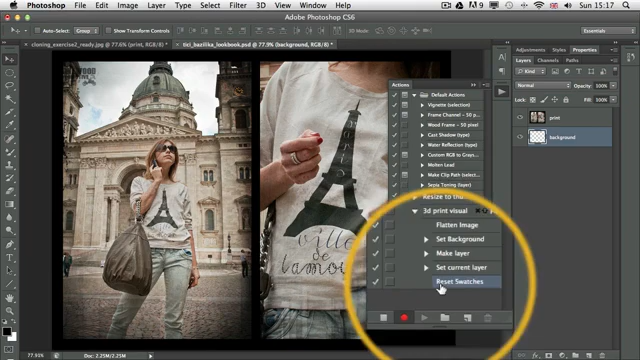 Photoshop File Edit Image Layer Type Select Filter 3D View Window Help
9 Sun 15:17
Adobe Photoshop CS6
Auto-Select: Group Show Transform Controls
Essentials
cloning_exercise2_ready.jpg @ 77.6% (print, RGB/8) *
tici_bazilika_lookbook.psd @ 77.9% (background, RGB/8) *
Actions
Default Actions
Vignette (selection)
Frame Channel - 50 p...
Wood Frame - 50 pixel
Cast Shadow (type)
Water Reflection (type)
Custom RGB to Grays...
Molten Lead
Make Clip Path (selecti...
Sepia Toning (layer)
Resize to thu
3d print visual
Flatten Image
Set Background
Make layer
Set current layer
Reset Swatches
Adjustments Styles Properties
Layers Channels Paths
Kind
Normal Opacity: 100%
Lock: Fill: 100%
print
background
ville
de
l'amou
77.93% Doc: 2.25M/2.25M